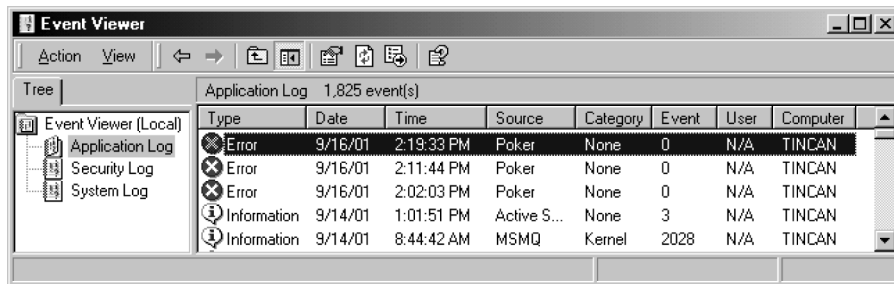 Event Viewer
Action View
Tree
Application Log 1,825 event(s)
Event Viewer (Local)
Application Log
Security Log
System Log
Type Date Time Source Category Event User Computer
Error 9/16/01 2:19:33 PM Poker None 0 N/A TINCAN
Error 9/16/01 2:11:44 PM Poker None 0 N/A TINCAN
Error 9/16/01 2:02:03 PM Poker None 0 N/A TINCAN
Information 9/14/01 1:01:51 PM Active S... None 3 N/A TINCAN
Information 9/14/01 8:44:42 AM MSMQ Kernel 2028 N/A TINCAN